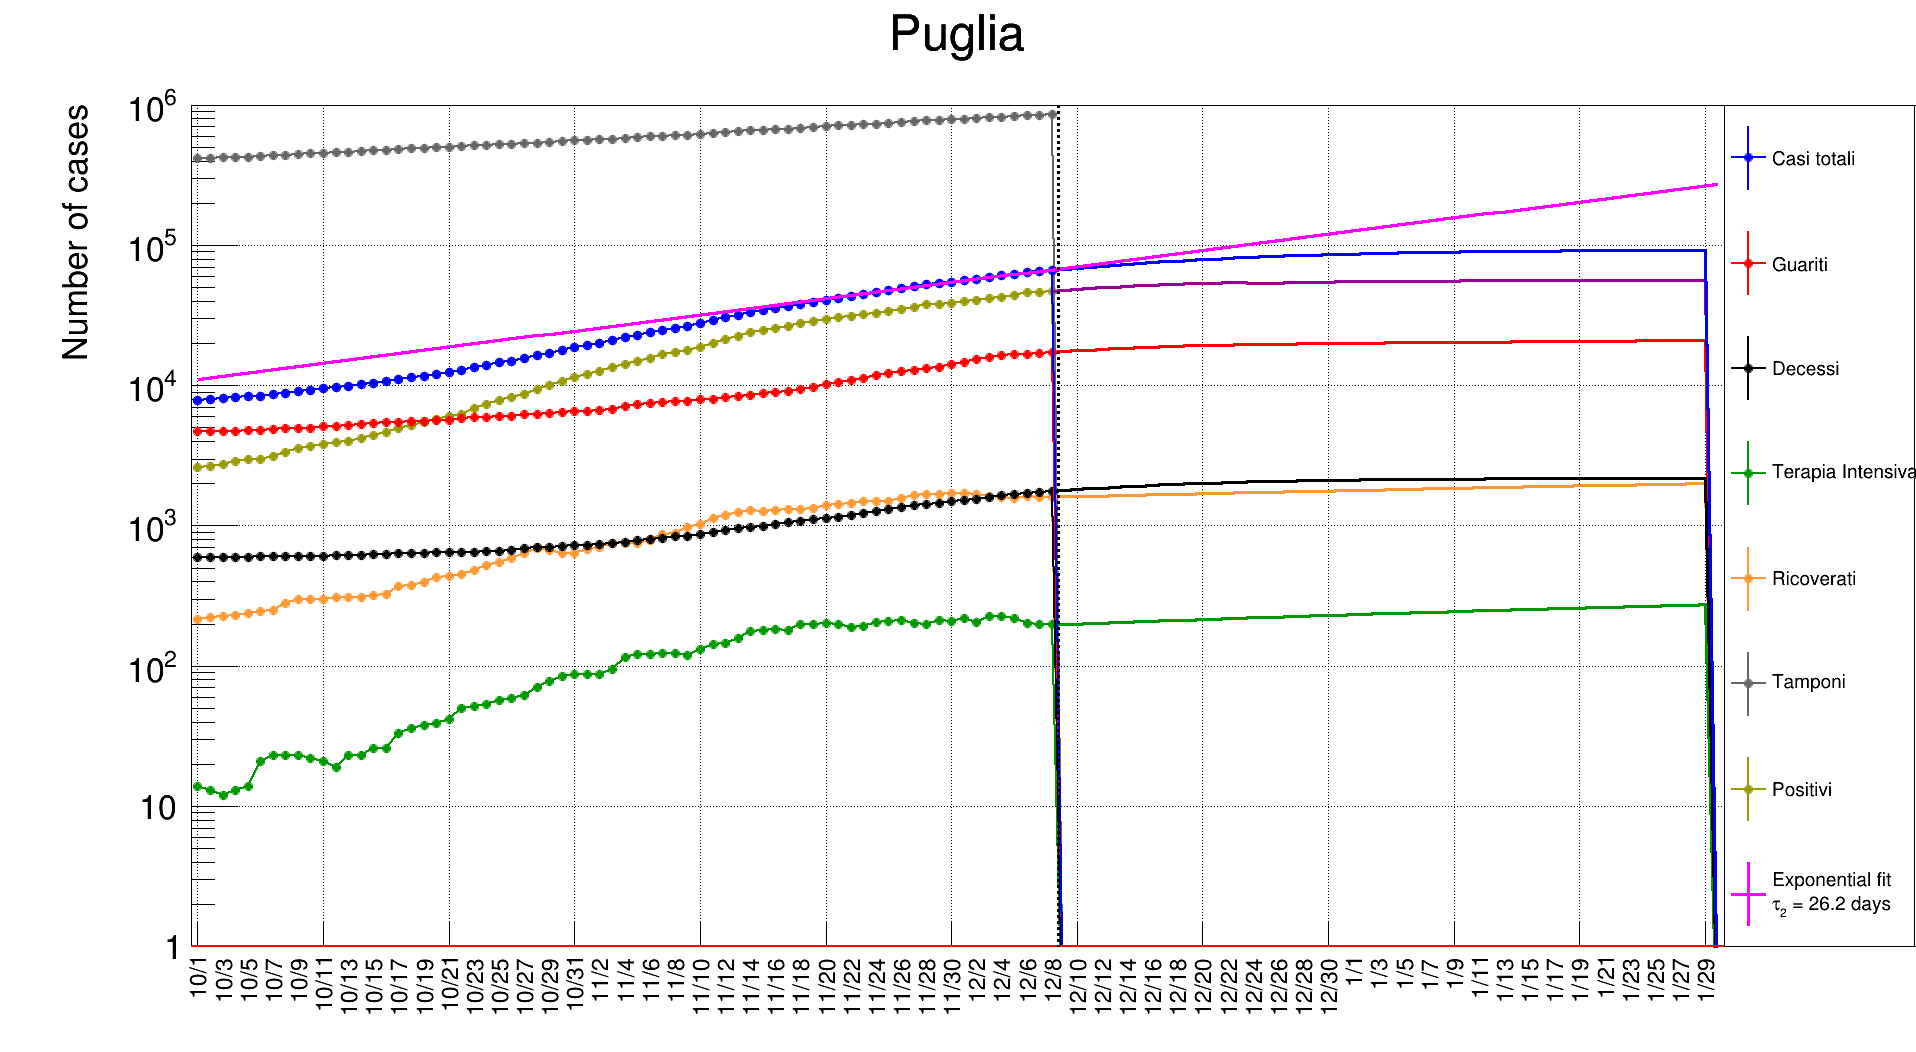 Puglia
Number of cases
10^6
10^5
10^4
10^3
10^2
10
1
10/1 10/3 10/5 10/7 10/9 10/11 10/13 10/15 10/17 10/19 10/21 10/23 10/25 10/27 10/29 10/31 11/2 11/4 11/6 11/8 11/10 11/12 11/14 11/16 11/18 11/20 11/22 11/24 11/26 11/28 11/30 12/2 12/4 12/6 12/8 12/10 12/12 12/14 12/16 12/18 12/20 12/22 12/24 12/26 12/28 12/30 1/1 1/3 1/5 1/7 1/9 1/11 1/13 1/15 1/17 1/19 1/21 1/23 1/25 1/27 1/29
Casi totali
Guariti
Decessi
Terapia Intensiva
Ricoverati
Tamponi
Positivi
Exponential fit
τ₂ = 26.2 days